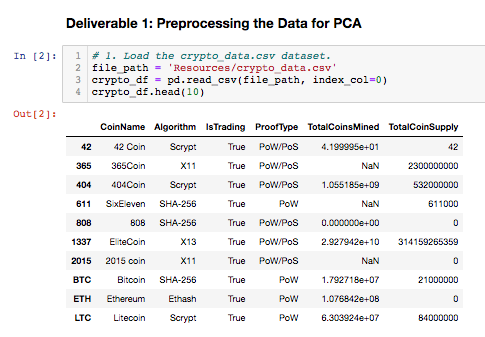 Deliverable 1: Preprocessing the Data for PCA
In [2]: 1 # 1. Load the crypto_data.csv dataset.
2 file_path = 'Resources/crypto_data.csv'
3 crypto_df = pd.read_csv(file_path, index_col=0)
4 crypto_df.head(10)
Out[2]:
CoinName Algorithm IsTrading ProofType TotalCoinsMined TotalCoinSupply
42 42 Coin Scrypt True PoW/PoS 4.199995e+01 42
365 365Coin X11 True PoW/PoS NaN 2300000000
404 404Coin Scrypt True PoW/PoS 1.055185e+09 532000000
611 SixEleven SHA-256 True PoW NaN 611000
808 808 SHA-256 True PoW/PoS 0.000000e+00 0
1337 EliteCoin X13 True PoW/PoS 2.927942e+10 314159265359
2015 2015 coin X11 True PoW/PoS NaN 0
BTC Bitcoin SHA-256 True PoW 1.792718e+07 21000000
ETH Ethereum Ethash True PoW 1.076842e+08 0
LTC Litecoin Scrypt True PoW 6.303924e+07 84000000